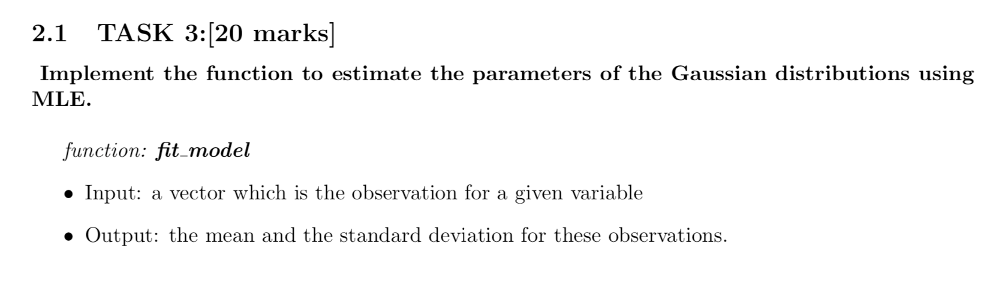 2.1 TASK 3:[20 marks]
Implement the function to estimate the parameters of the Gaussian distributions using
MLE.
function: fit_model
• Input: a vector which is the observation for a given variable
• Output: the mean and the standard deviation for these observations.